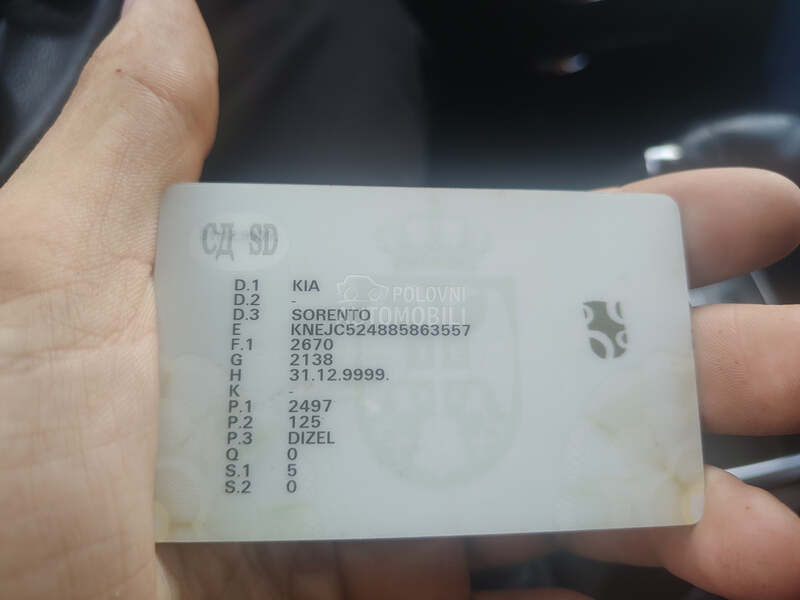 СД SD
D.1 KIA
D.2 -
D.3 SORENTO
E KNEJC524885863557
F.1 2670
G 2138
H 31.12.9999.
K -
P.1 2497
P.2 125
P.3 DIZEL
Q 0
S.1 5
S.2 0
POLOVNI
AUTOMOBILI